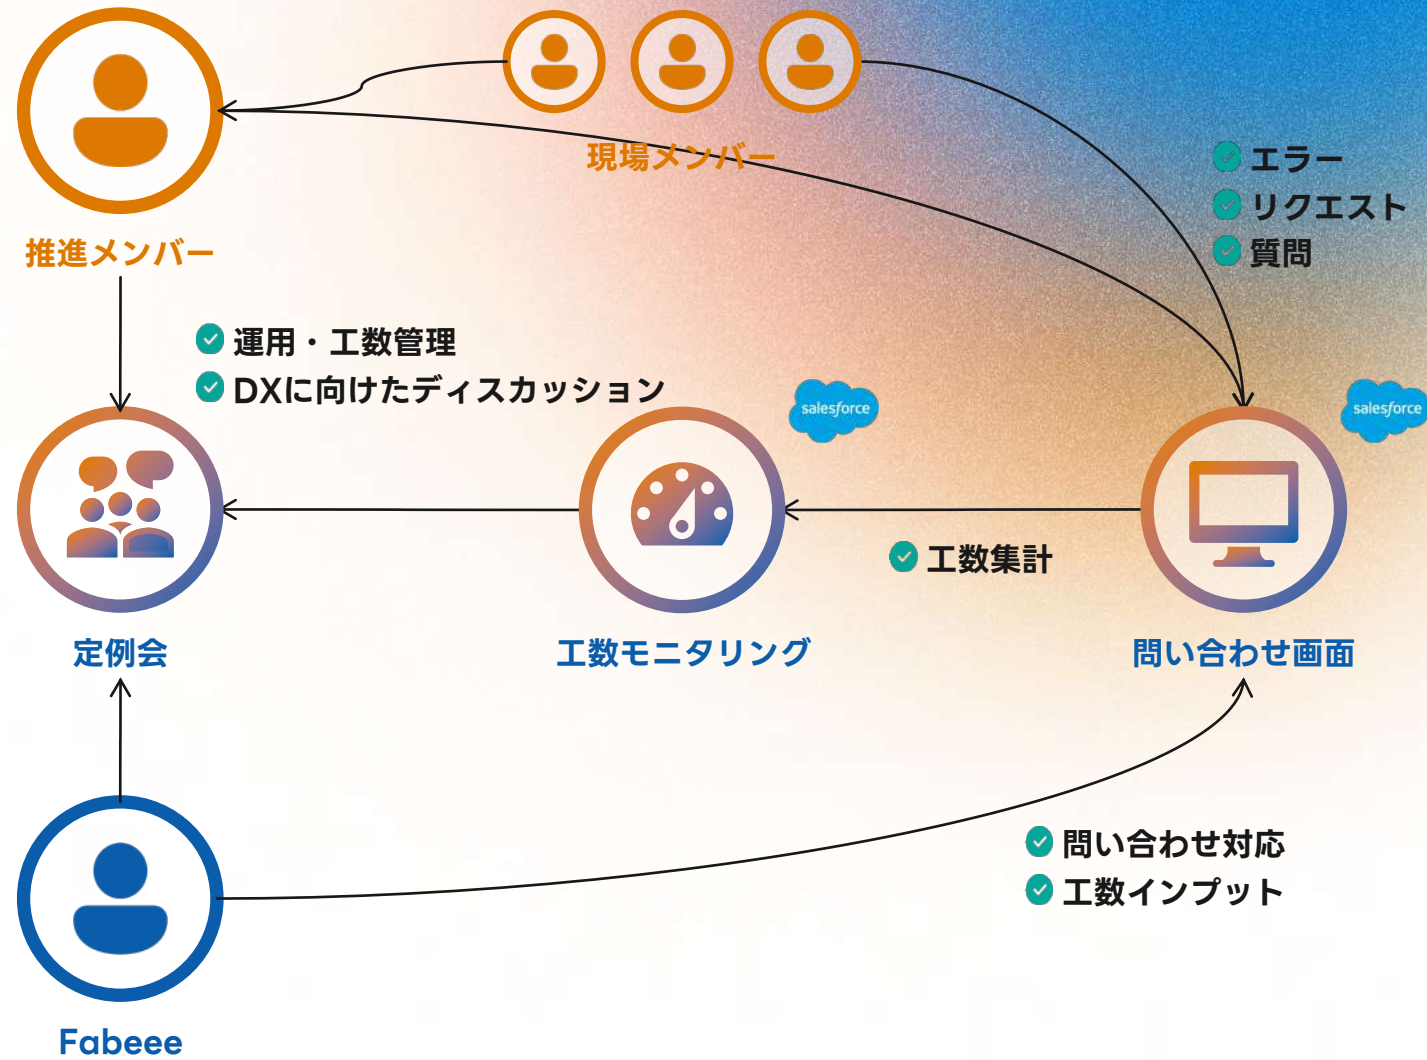 現場メンバー
エラー
リクエスト
質問
推進メンバー
運用・工数管理
DXに向けたディスカッション
salesforce
salesforce
工数集計
定例会
工数モニタリング
問い合わせ画面
問い合わせ対応
工数インプット
Fabeee